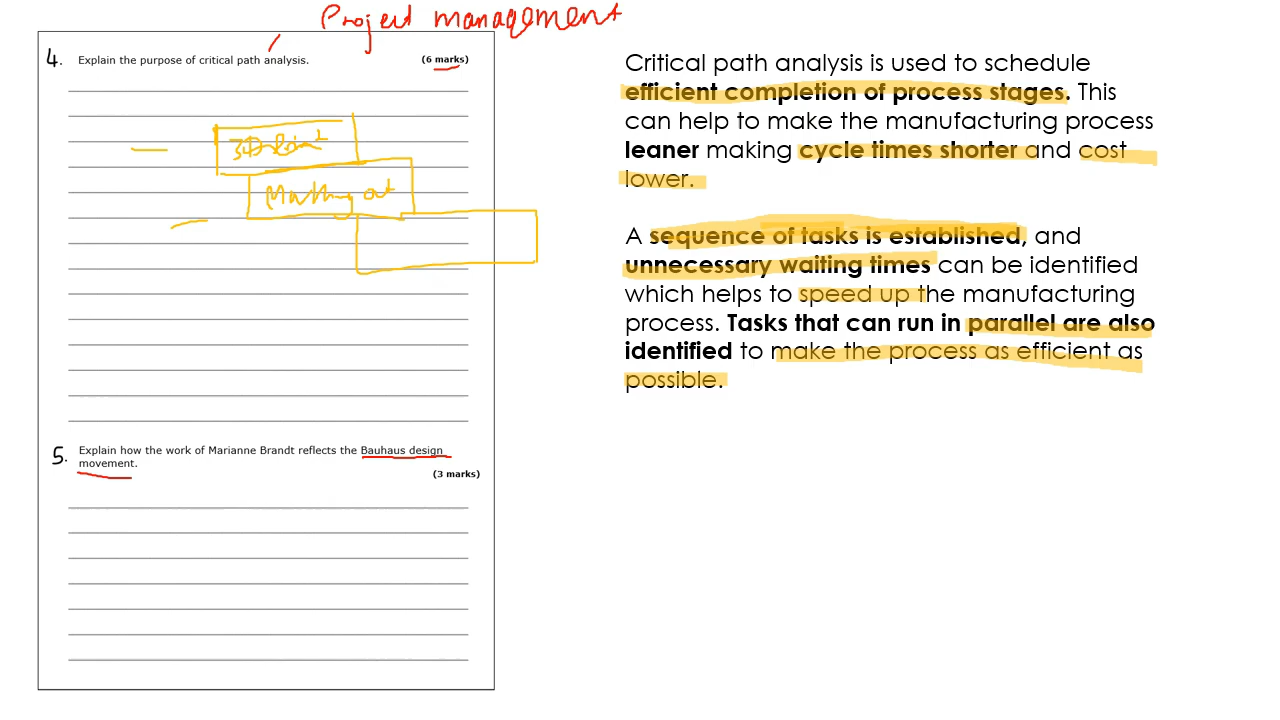 Project management
4. Explain the purpose of critical path analysis.
(6 marks)
Marking out
5. Explain how the work of Marianne Brandt reflects the Bauhaus design
movement.
(3 marks)
Critical path analysis is used to schedule
efficient completion of process stages. This
can help to make the manufacturing process
leaner making cycle times shorter and cost
lower.
A sequence of tasks is established, and
unnecessary waiting times can be identified
which helps to speed up the manufacturing
process. Tasks that can run in parallel are also
identified to make the process as efficient as
possible.